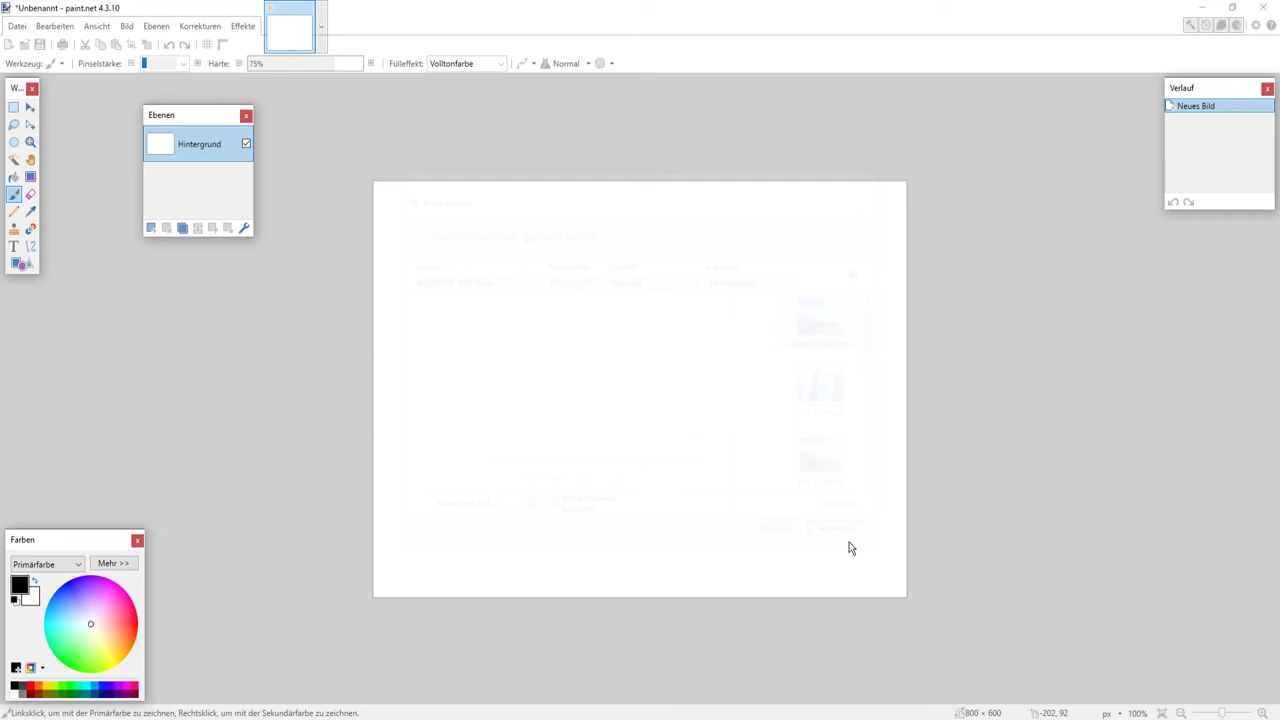 *Unbenannt - paint.net 4.3.10
Datei Bearbeiten Ansicht Bild Ebenen Korrekturen Effekte
Werkzeug: Pinselstärke: Härte: 75% Fülleffekt: Volltonfarbe Normal
W...
Ebenen
Hintergrund
Verlauf
Neues Bild
Farben
Primärfarbe Mehr >>
Linksklick, um mit der Primärfarbe zu zeichnen, Rechtsklick, um mit der Sekundärfarbe zu zeichnen. 800 × 600 -202, 92 px 100%